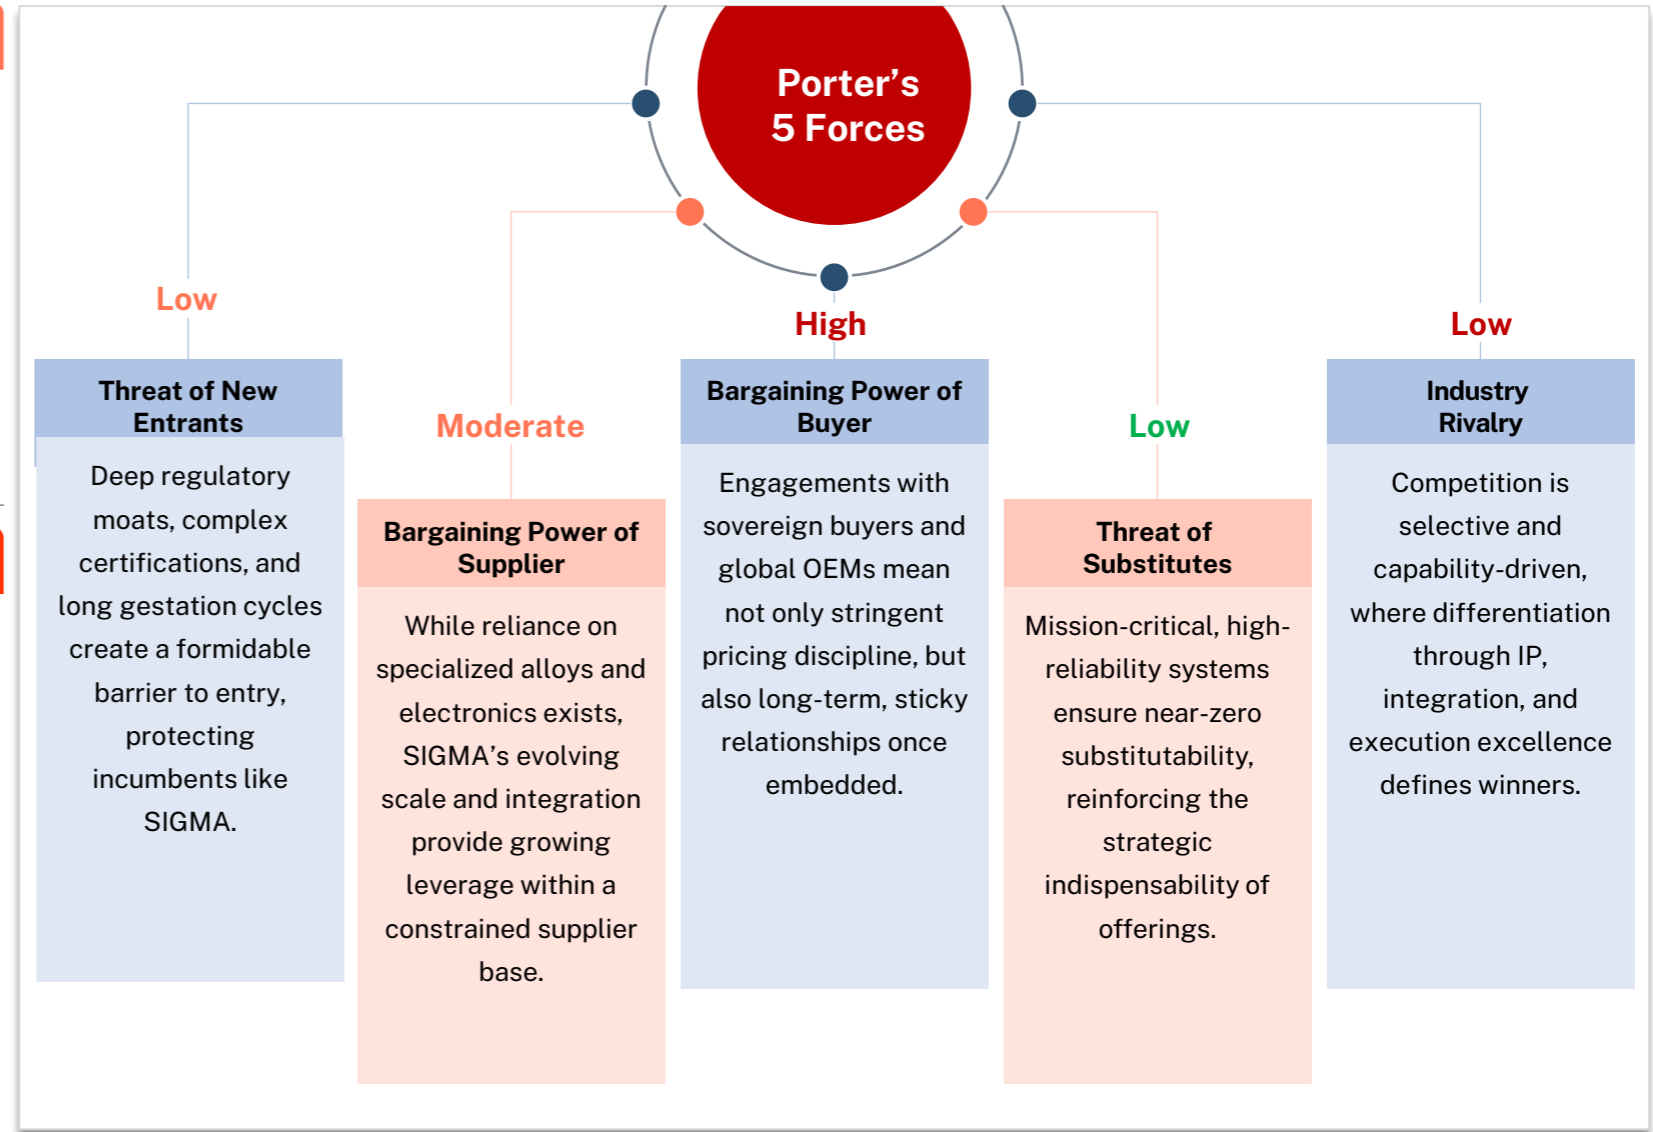 Porter’s
5 Forces
Low
Threat of New
Entrants
Deep regulatory
moats, complex
certifications, and
long gestation cycles
create a formidable
barrier to entry,
protecting
incumbents like
SIGMA.
Moderate
Bargaining Power of
Supplier
While reliance on
specialized alloys and
electronics exists,
SIGMA’s evolving
scale and integration
provide growing
leverage within a
constrained supplier
base.
High
Bargaining Power of
Buyer
Engagements with
sovereign buyers and
global OEMs mean
not only stringent
pricing discipline, but
also long-term, sticky
relationships once
embedded.
Low
Threat of
Substitutes
Mission-critical, high-
reliability systems
ensure near-zero
substitutability,
reinforcing the
strategic
indispensability of
offerings.
Low
Industry
Rivalry
Competition is
selective and
capability-driven,
where differentiation
through IP,
integration, and
execution excellence
defines winners.